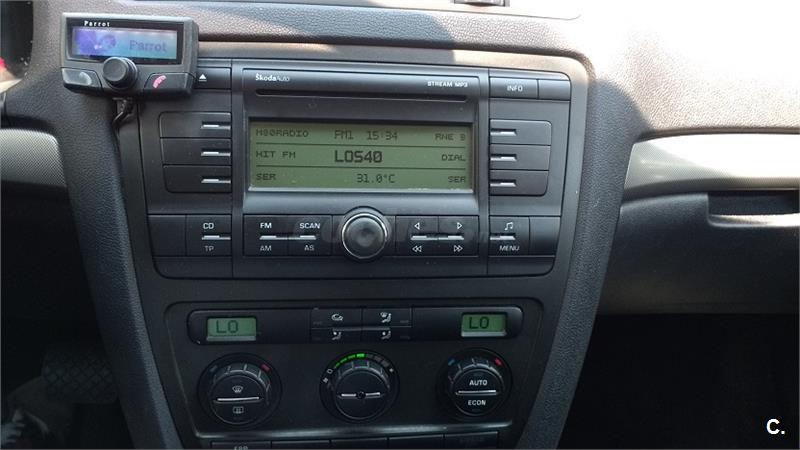 Parrot
Parrot
ŠkodaAuto
STREAM MP3
INFO
M80RADIO FM1 15:34 RNE 9
HIT FM LOS40 DIAL
SER 31.0°C SER
CD FM SCAN
TP AM AS MENU
LO LO
AUTO
ECON
C.